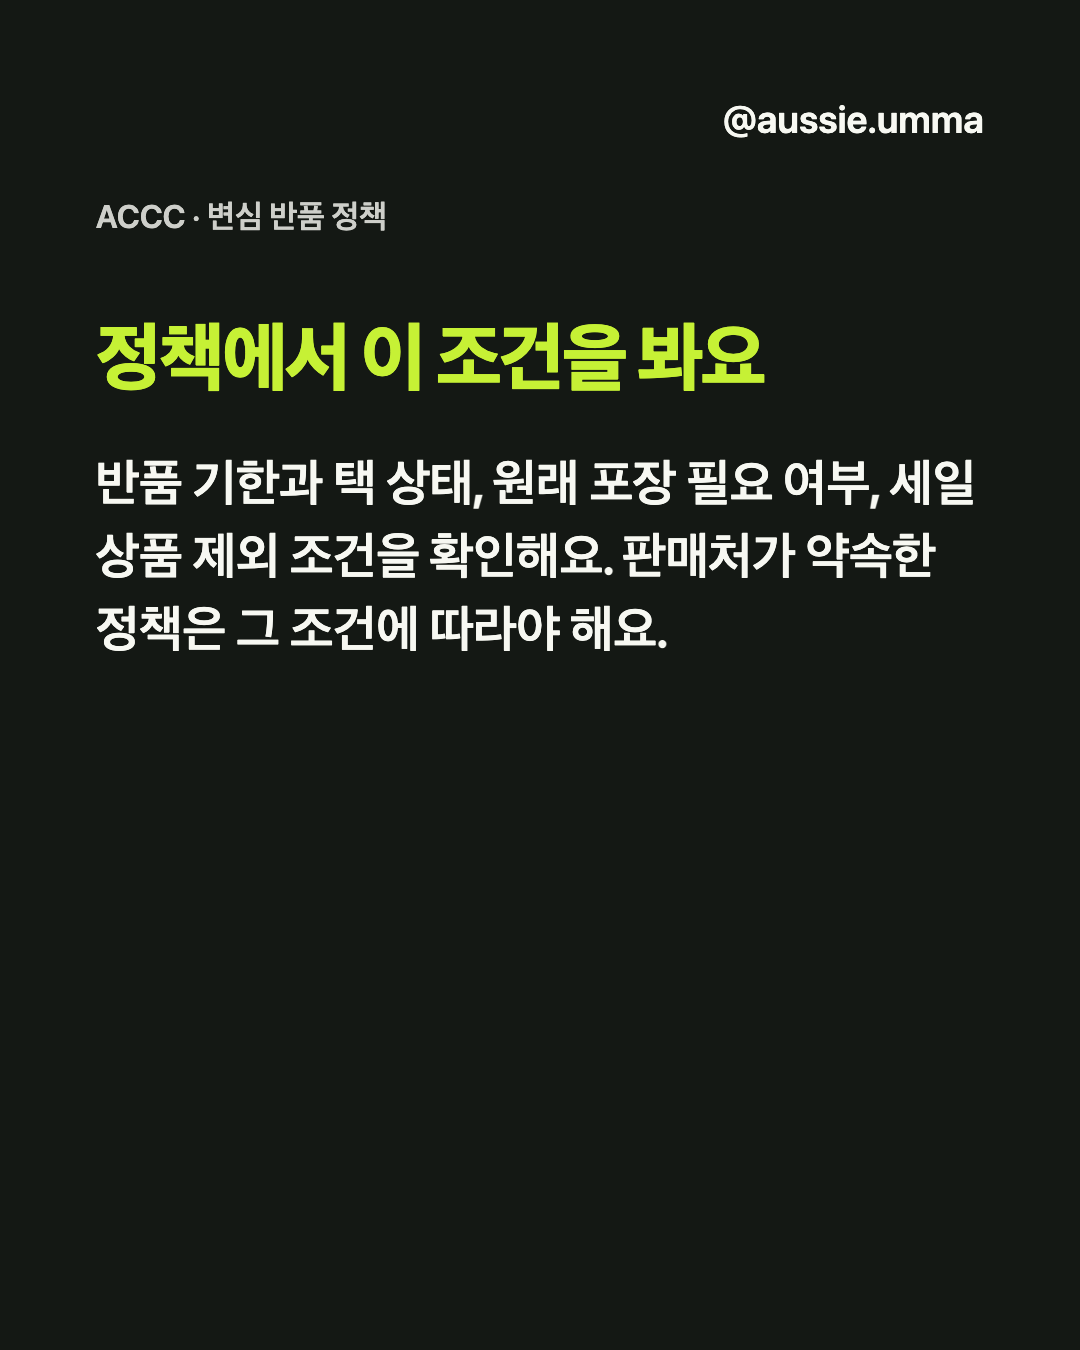 @aussie.umma
ACCC · 변심 반품 정책
정책에서 이 조건을 봐요
반품 기한과 택 상태, 원래 포장 필요 여부, 세일
상품 제외 조건을 확인해요. 판매처가 약속한
정책은 그 조건에 따라야 해요.